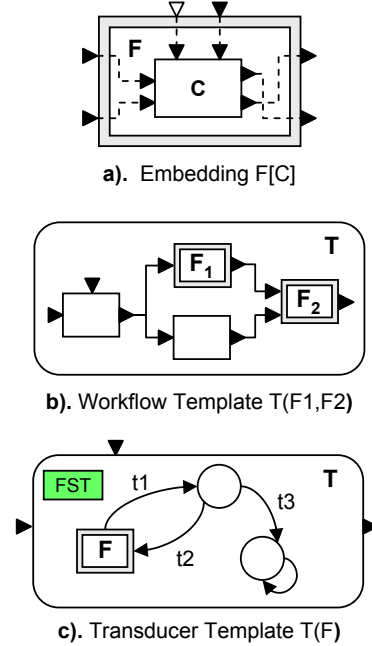 F
C
a). Embedding F[C]
T
F1
F2
b). Workflow Template T(F1,F2)
T
FST
t1
t3
F
t2
c). Transducer Template T(F)